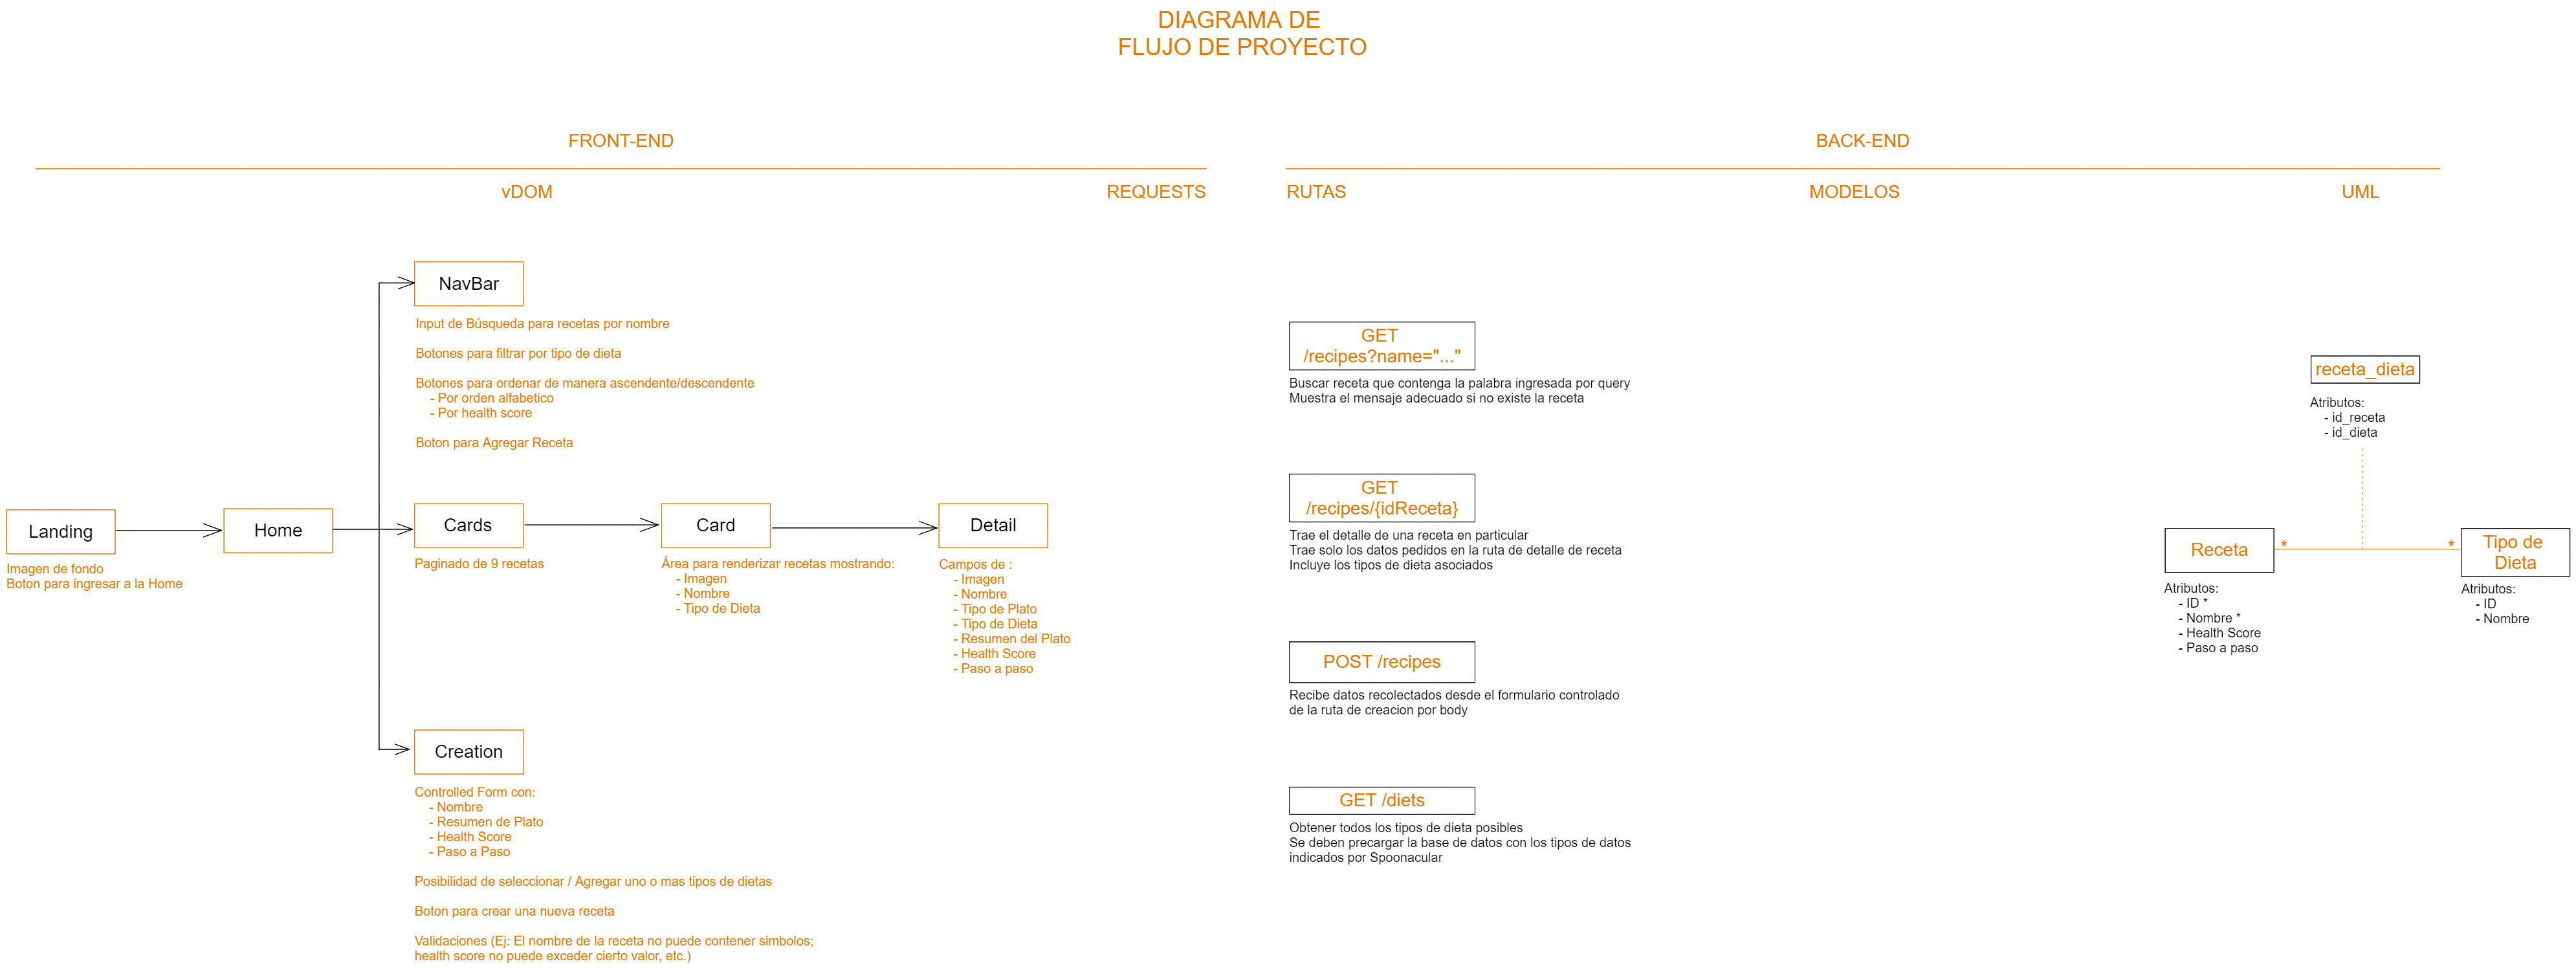 DIAGRAMA DE
FLUJO DE PROYECTO
FRONT-END
BACK-END
vDOM
REQUESTS
RUTAS
MODELOS
UML
Landing
Imagen de fondo
Boton para ingresar a la Home
Home
NavBar
Input de Búsqueda para recetas por nombre
Botones para filtrar por tipo de dieta
Botones para ordenar de manera ascendente/descendente
- Por orden alfabetico
- Por health score
Boton para Agregar Receta
Cards
Paginado de 9 recetas
Card
Área para renderizar recetas mostrando:
- Imagen
- Nombre
- Tipo de Dieta
Detail
Campos de :
- Imagen
- Nombre
- Tipo de Plato
- Tipo de Dieta
- Resumen del Plato
- Health Score
- Paso a paso
Creation
Controlled Form con:
- Nombre
- Resumen de Plato
- Health Score
- Paso a Paso
Posibilidad de seleccionar / Agregar uno o mas tipos de dietas
Boton para crear una nueva receta
Validaciones (Ej: El nombre de la receta no puede contener simbolos;
health score no puede exceder cierto valor, etc.)
GET
/recipes?name="..."
Buscar receta que contenga la palabra ingresada por query
Muestra el mensaje adecuado si no existe la receta
GET
/recipes/{idReceta}
Trae el detalle de una receta en particular
Trae solo los datos pedidos en la ruta de detalle de receta
Incluye los tipos de dieta asociados
POST /recipes
Recibe datos recolectados desde el formulario controlado
de la ruta de creacion por body
GET /diets
Obtener todos los tipos de dieta posibles
Se deben precargar la base de datos con los tipos de datos
indicados por Spoonacular
receta_dieta
Atributos:
- id_receta
- id_dieta
Receta
*
*
Atributos:
- ID *
- Nombre *
- Health Score
- Paso a paso
Tipo de
Dieta
Atributos:
- ID
- Nombre